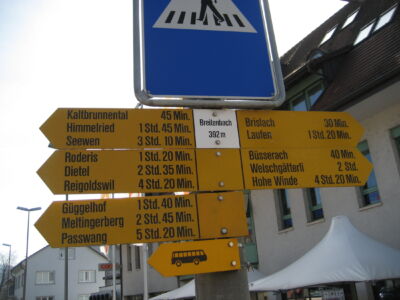 Kaltbrunnental 45 Min.
Himmelried 1 Std. 45 Min.
Seewen 3 Std. 10 Min.
Breitenbach
392 m
Brislach 30 Min.
Laufen 1 Std. 20 Min.
Roderis 1 Std. 20 Min.
Dietel 2 Std. 35 Min.
Reigoldswil 4 Std. 20 Min.
Büsserach 40 Min.
Welschgätterli 2 Std.
Hohe Winde 4 Std. 20 Min.
Güggelhof 1 Std. 40 Min.
Meltingerberg 2 Std. 45 Min.
Passwang 5 Std. 20 Min.